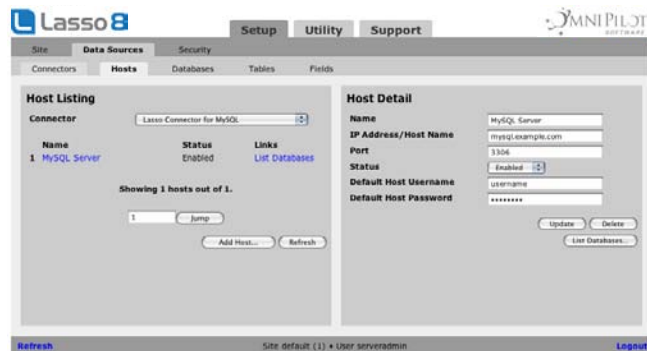 Lasso 8
Setup Utility Support
OMNIPILOT
SOFTWARE
Site Data Sources Security
Connectors Hosts Databases Tables Fields
Host Listing
Connector Lasso Connector for MySQL
Name Status Links
1 MySQL Server Enabled List Databases
Showing 1 hosts out of 1.
1 Jump
Add Host... Refresh
Host Detail
Name MySQL Server
IP Address/Host Name mysql.example.com
Port 3306
Status Enabled
Default Host Username username
Default Host Password ••••••••
Update Delete
List Databases...
Refresh Site default (1) • User serveradmin Logout